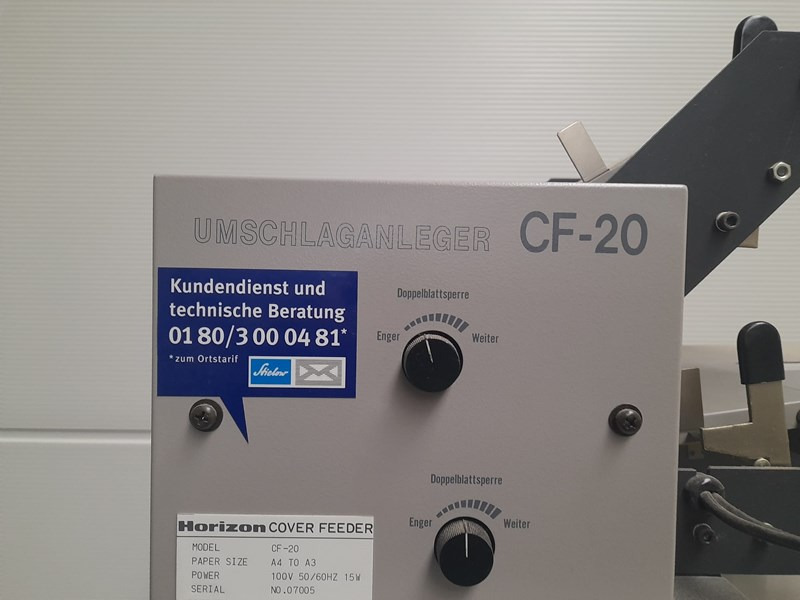 UMSCHLAGANLEGER CF-20
Kundendienst und
technische Beratung
01 80/3 00 04 81*
*zum Ortstarif
Stielow
Doppelblattsperre
Enger Weiter
Doppelblattsperre
Enger Weiter
Horizon COVER FEEDER
MODEL CF-20
PAPER SIZE A4 TO A3
POWER 100V 50/60HZ 15W
SERIAL NO.07005